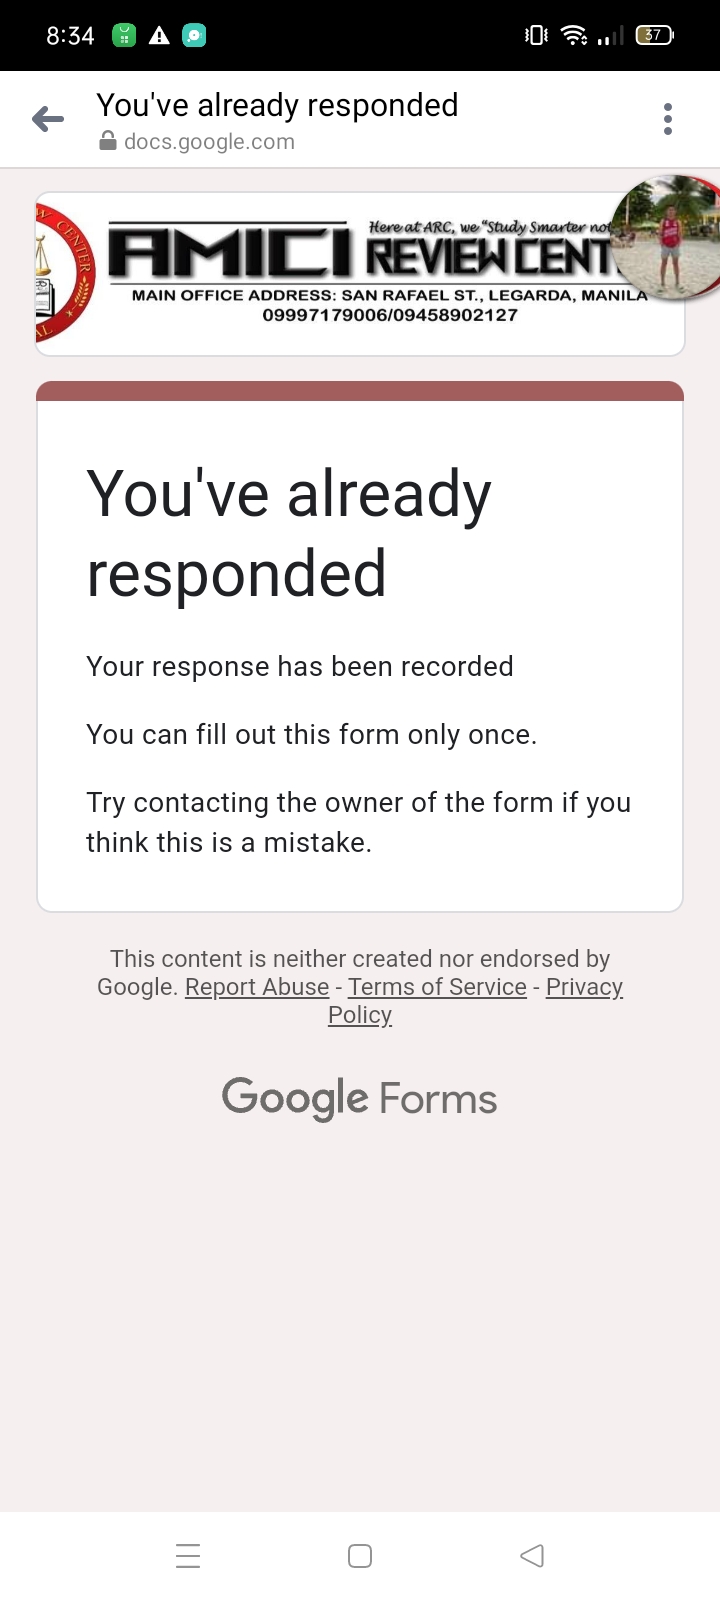 8:34
37
You've already responded
docs.google.com
W CENTER
AL
AMICI
Here at ARC, we "Study Smarter not
REVIEW CENT
MAIN OFFICE ADDRESS: SAN RAFAEL ST., LEGARDA, MANILA
09997179006/09458902127
You've already
responded
Your response has been recorded
You can fill out this form only once.
Try contacting the owner of the form if you
think this is a mistake.
This content is neither created nor endorsed by
Google. Report Abuse - Terms of Service - Privacy
Policy
Google Forms